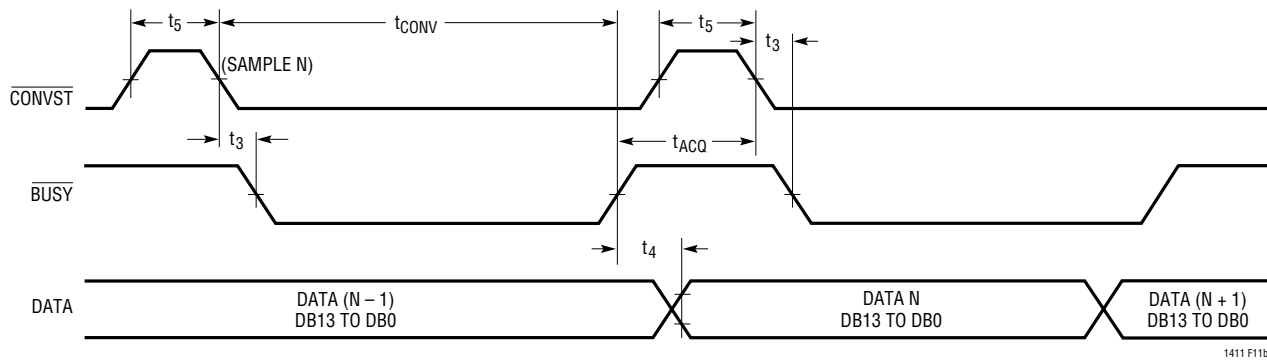 t5
tCONV
t5
t3
(SAMPLE N)
CONVST
t3
tACQ
BUSY
t4
DATA
DATA (N – 1)
DB13 TO DB0
DATA N
DB13 TO DB0
DATA (N + 1)
DB13 TO DB0
1411 F11b